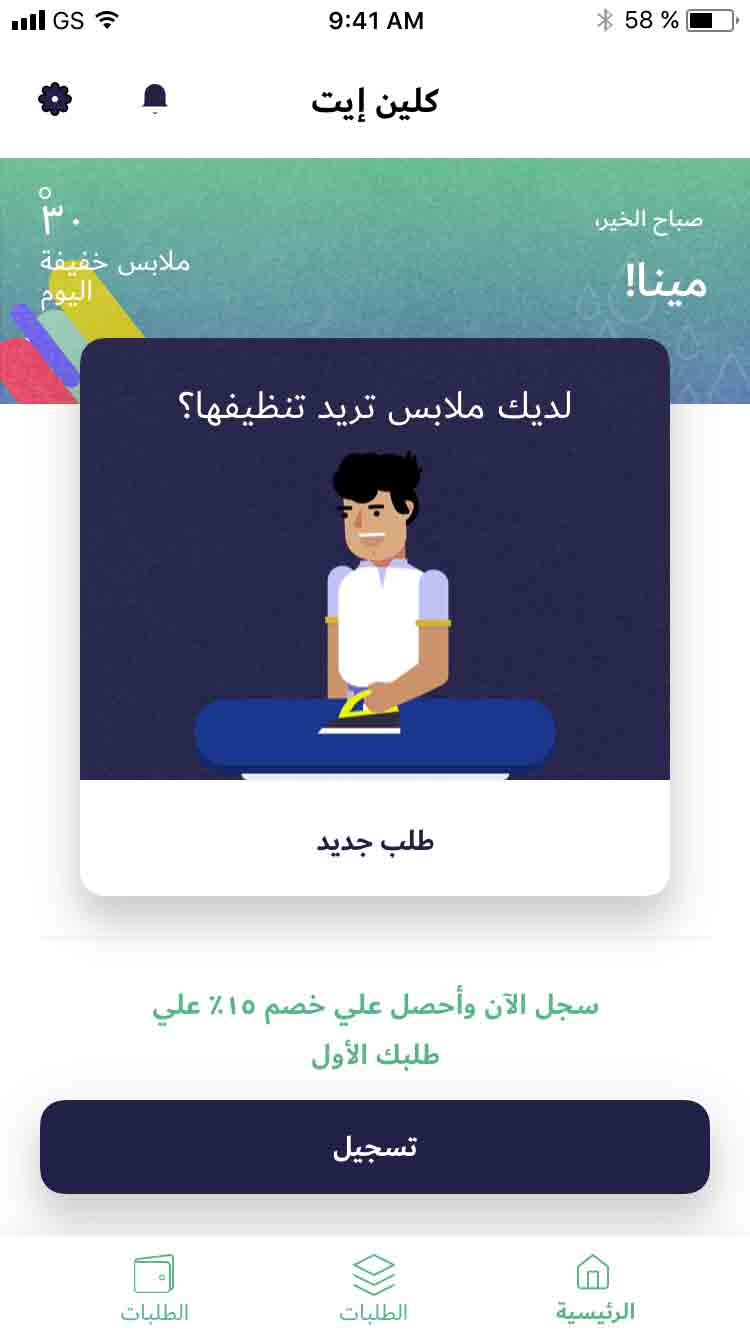 GS 9:41 AM 58 %
كلين إيت
صباح الخير،
مينا!
٣٠°
ملابس خفيفة
اليوم
لديك ملابس تريد تنظيفها؟
طلب جديد
سجل الآن وأحصل علي خصم ١٥٪ علي
طلبك الأول
تسجيل
الرئيسية
الطلبات
الطلبات